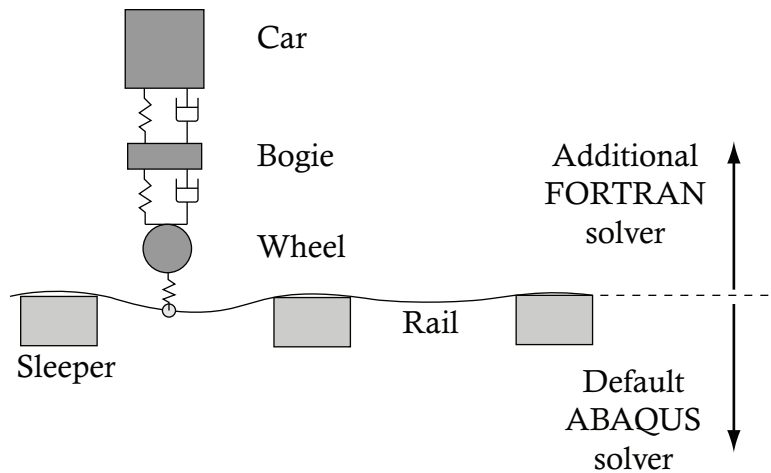 Car
Bogie
Wheel
Additional
FORTRAN
solver
Rail
Sleeper
Default
ABAQUS
solver